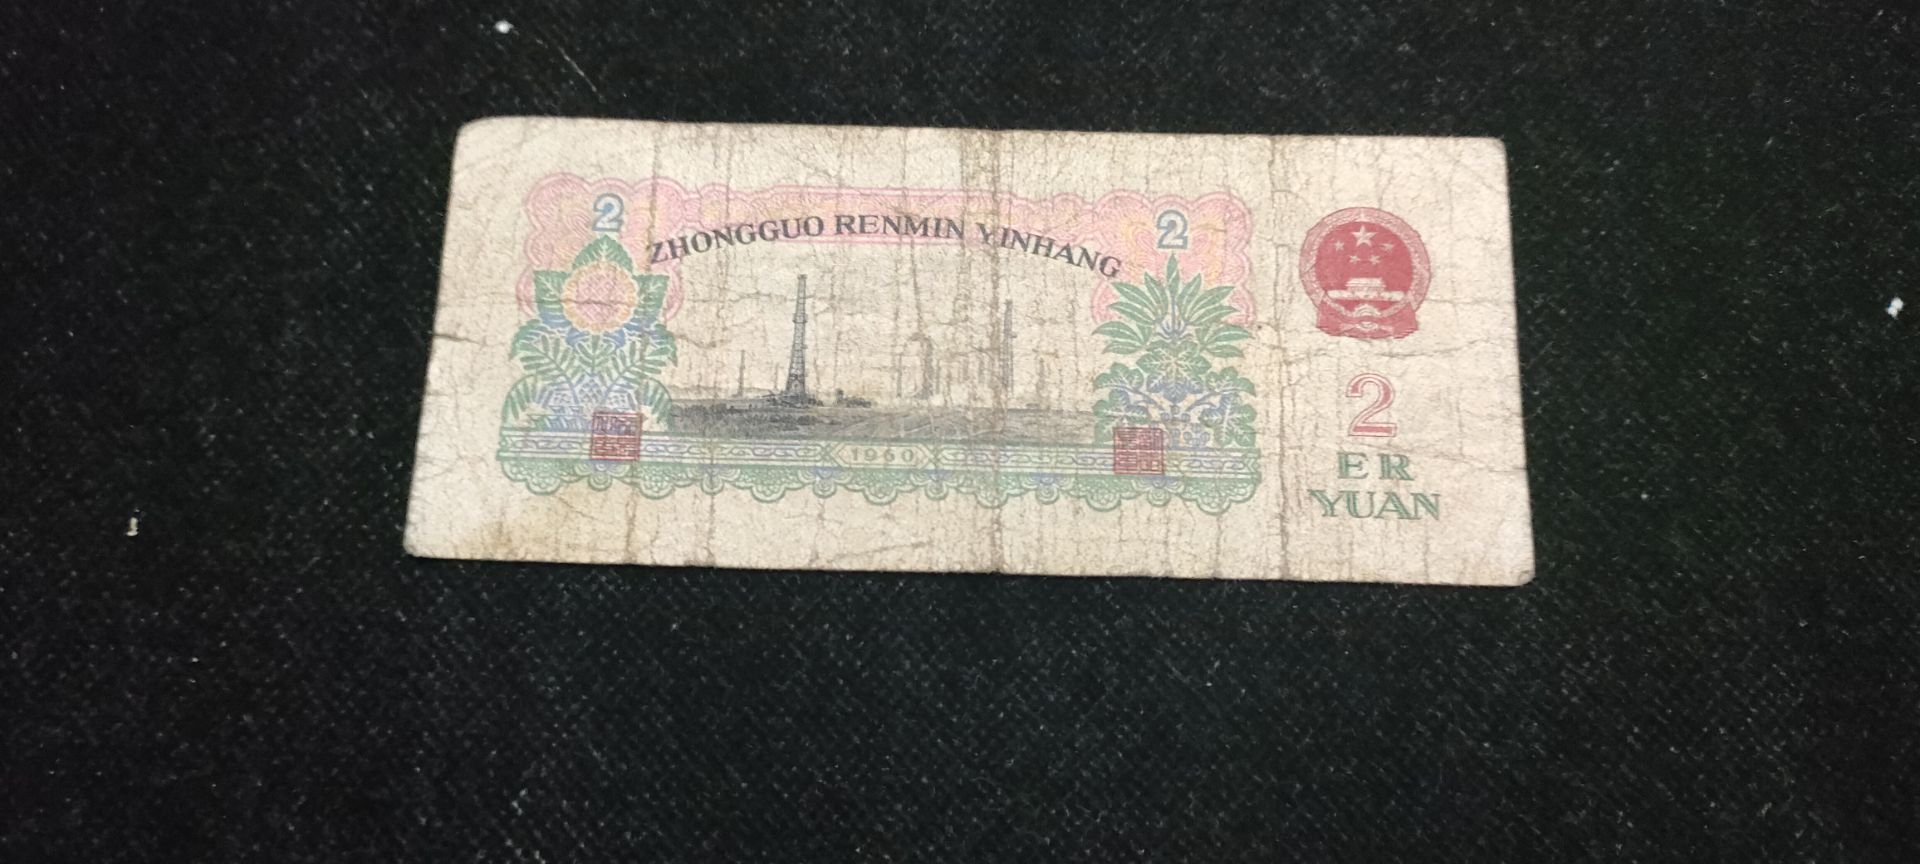 2
2
ZHONGGUO RENMIN YINHANG
1960
2
ER
YUAN